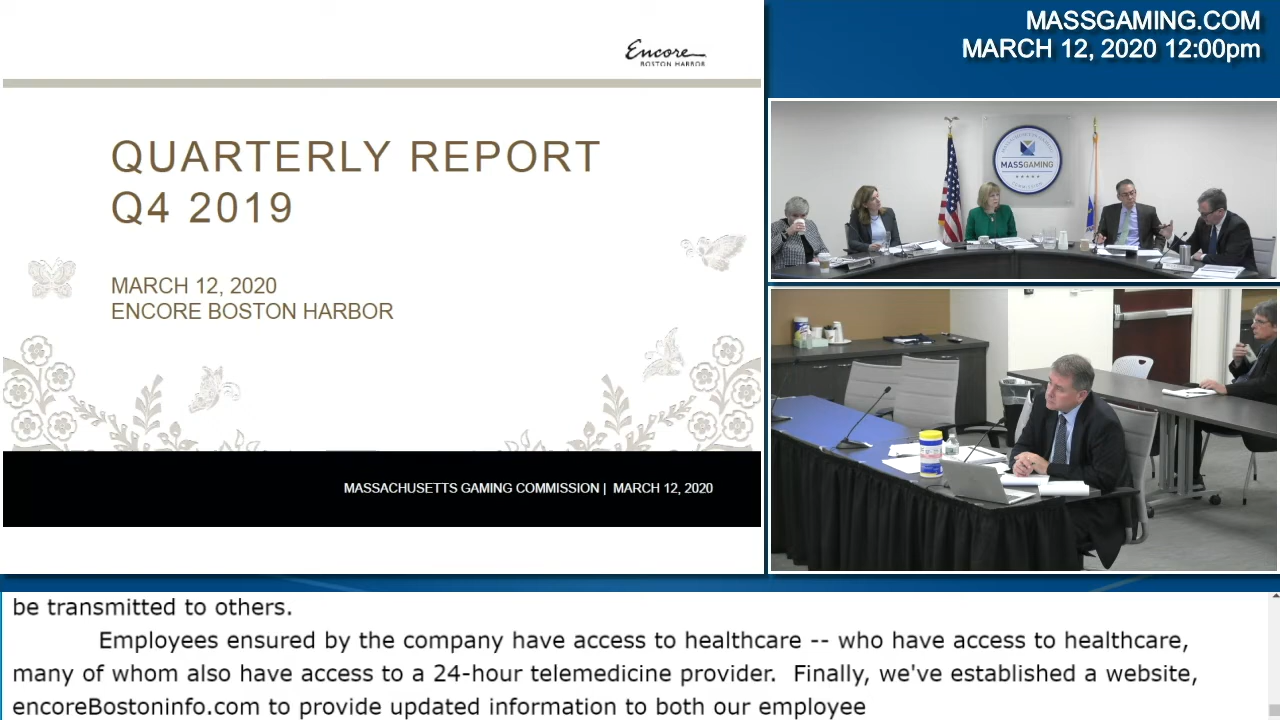 Encore
BOSTON HARBOR
QUARTERLY REPORT
Q4 2019
MARCH 12, 2020
ENCORE BOSTON HARBOR
MASSACHUSETTS GAMING COMMISSION | MARCH 12, 2020
MASSGAMING.COM
MARCH 12, 2020 12:00pm
MASSGAMING
be transmitted to others.
Employees ensured by the company have access to healthcare -- who have access to healthcare,
many of whom also have access to a 24-hour telemedicine provider. Finally, we've established a website,
encoreBostoninfo.com to provide updated information to both our employee